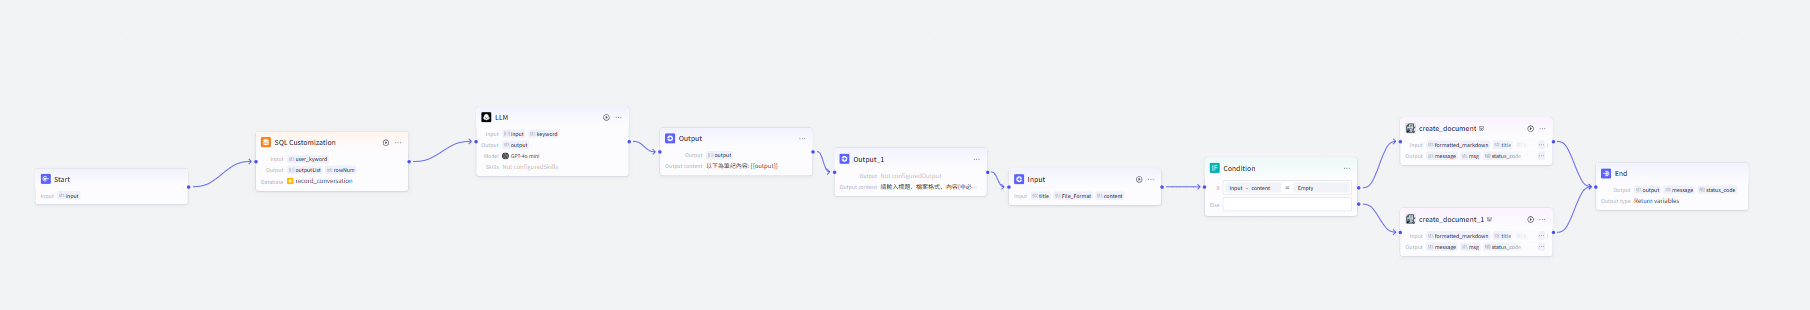 Start
Input input
SQL Customization
Input user_kyword
Output outputList rowNum
Database record_conversation
LLM
Input input keyword
Output output
Model GPT-4o mini
Skills Not configuredSkills
Output
Output output
Output content 以下為筆記內容: {{output}}
Output_1
Output Not configuredOutput
Output content 請輸入標題、檔案格式、內容(非必...
Input
Input title File_Format content
Condition
If Input - content = Empty
Else
create_document
Input formatted_markdown title
Output message msg status_code
create_document_1
Input formatted_markdown title
Output message msg status_code
End
Output output message status_code
Output type Return variables